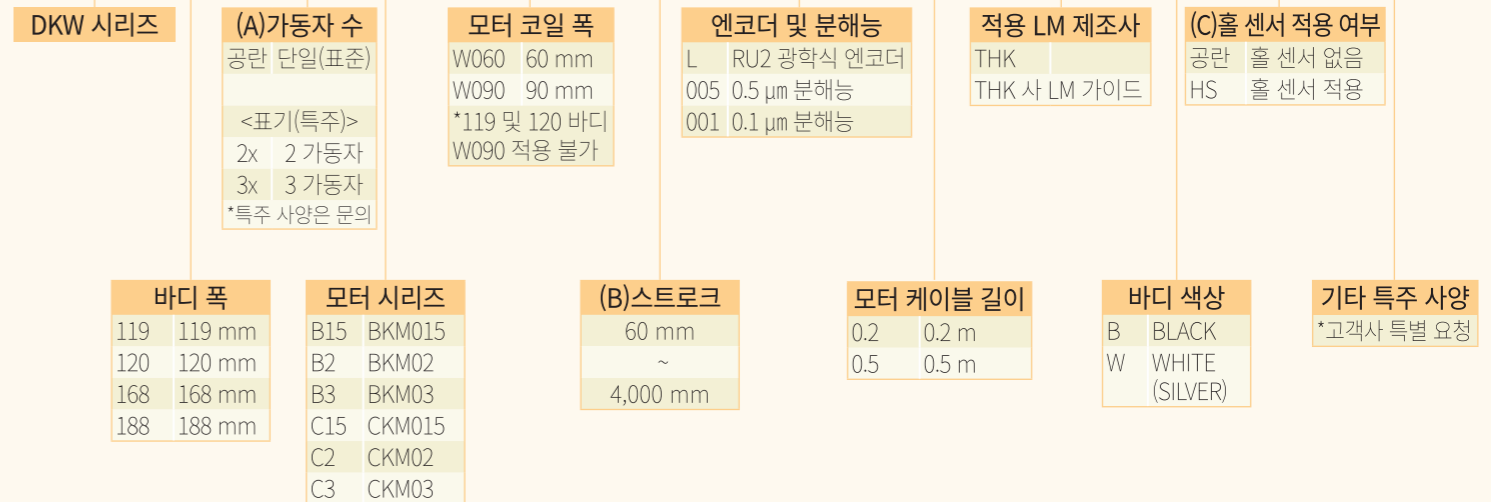 DKW 시리즈
(A)가동자 수
공란 단일(표준)
<표기(특주)>
2x 2 가동자
3x 3 가동자
*특주 사양은 문의
모터 코일 폭
W060 60 mm
W090 90 mm
*119 및 120 바디
W090 적용 불가
엔코더 및 분해능
L RU2 광학식 엔코더
005 0.5 μm 분해능
001 0.1 μm 분해능
적용 LM 제조사
THK
THK 사 LM 가이드
(C)홀 센서 적용 여부
공란 홀 센서 없음
HS 홀 센서 적용
바디 폭
119 119 mm
120 120 mm
168 168 mm
188 188 mm
모터 시리즈
B15 BKM015
B2 BKM02
B3 BKM03
C15 CKM015
C2 CKM02
C3 CKM03
(B)스트로크
60 mm
~
4,000 mm
모터 케이블 길이
0.2 0.2 m
0.5 0.5 m
바디 색상
B BLACK
W WHITE
(SILVER)
기타 특주 사양
*고객사 특별 요청